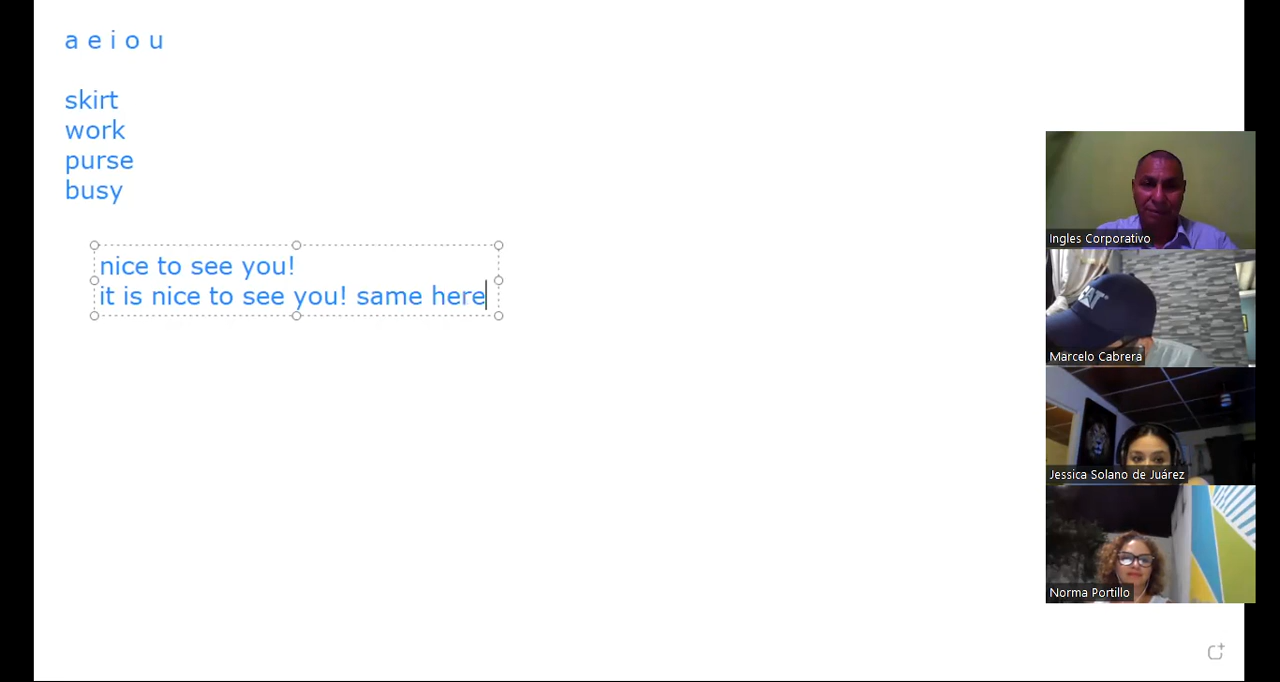 a e i o u
skirt
work
purse
busy
nice to see you!
it is nice to see you! same here
Ingles Corporativo
CAT
Marcelo Cabrera
Jessica Solano de Juárez
Norma Portillo